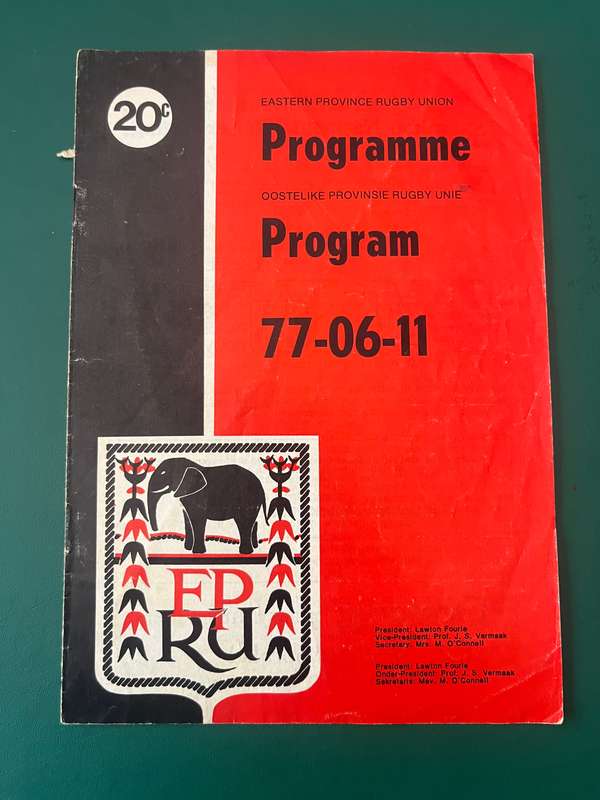 20c
EASTERN PROVINCE RUGBY UNION
Programme
OOSTELIKE PROVINSIE RUGBY UNIE
Program
77-06-11
EP
RU
President: Lawton Fourie
Vice-President: Prof. J. S. Vermaak
Secretary: Mrs. M. O'Connell
President: Lawton Fourie
Onder-President: Prof. J. S. Vermaak
Sekretaris: Mev. M. O'Connell